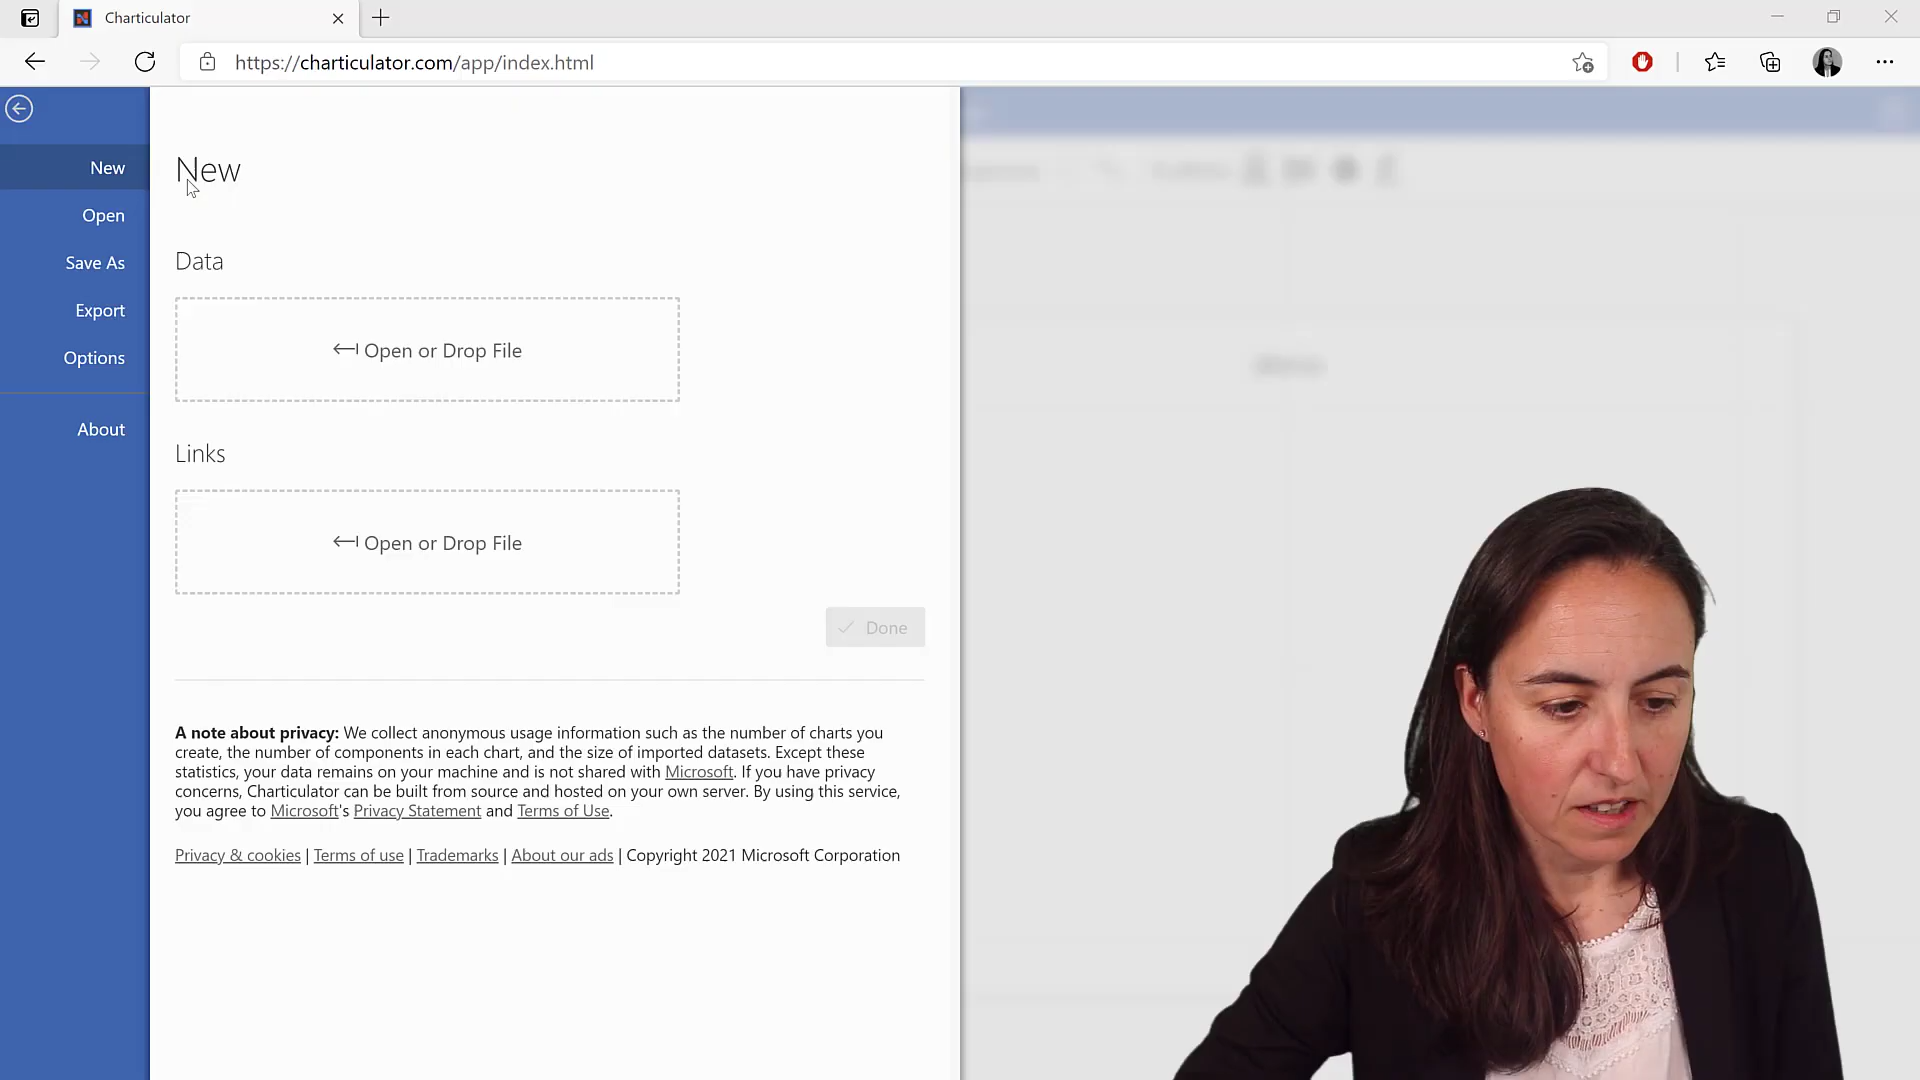 Charticulator
https://charticulator.com/app/index.html
New
Open
Save As
Export
Options
About
New
Data
Open or Drop File
Links
Open or Drop File
Done
A note about privacy: We collect anonymous usage information such as the number of charts you
create, the number of components in each chart, and the size of imported datasets. Except these
statistics, your data remains on your machine and is not shared with Microsoft. If you have privacy
concerns, Charticulator can be built from source and hosted on your own server. By using this service,
you agree to Microsoft's Privacy Statement and Terms of Use.
Privacy & cookies | Terms of use | Trademarks | About our ads | Copyright 2021 Microsoft Corporation